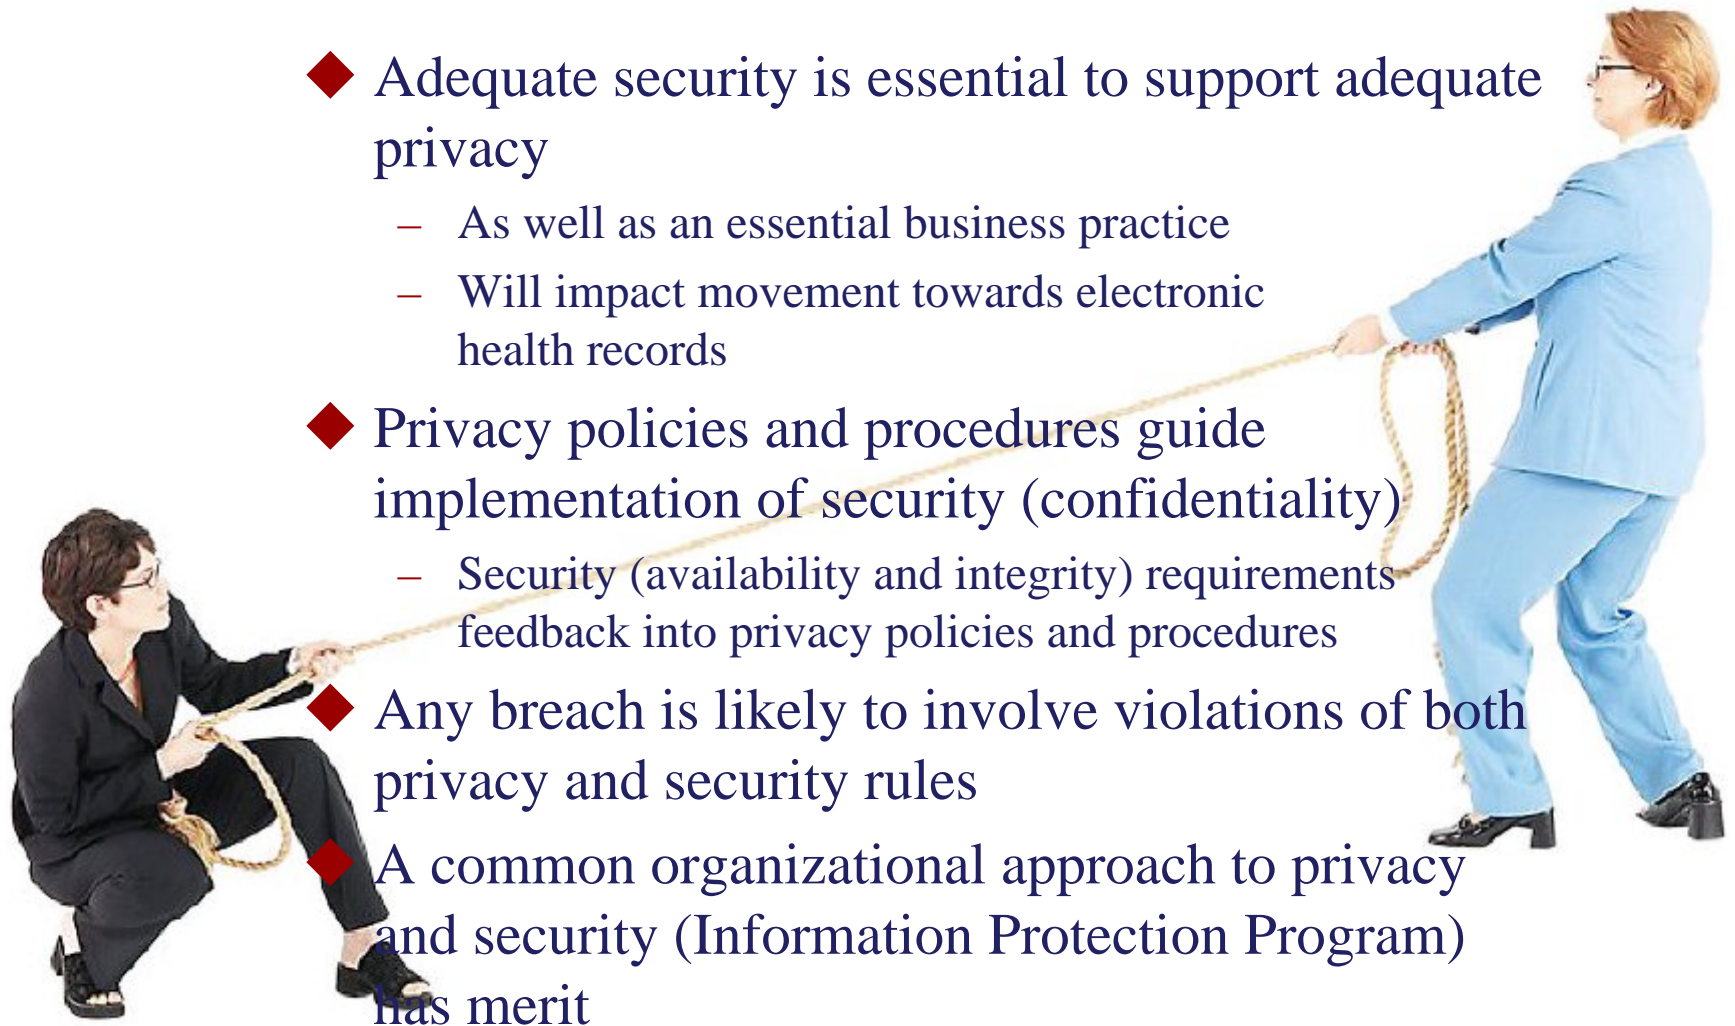 ◆ Adequate security is essential to support adequate
privacy
– As well as an essential business practice
– Will impact movement towards electronic
health records
◆ Privacy policies and procedures guide
implementation of security (confidentiality)
– Security (availability and integrity) requirements
feedback into privacy policies and procedures
◆ Any breach is likely to involve violations of both
privacy and security rules
◆ A common organizational approach to privacy
and security (Information Protection Program)
has merit